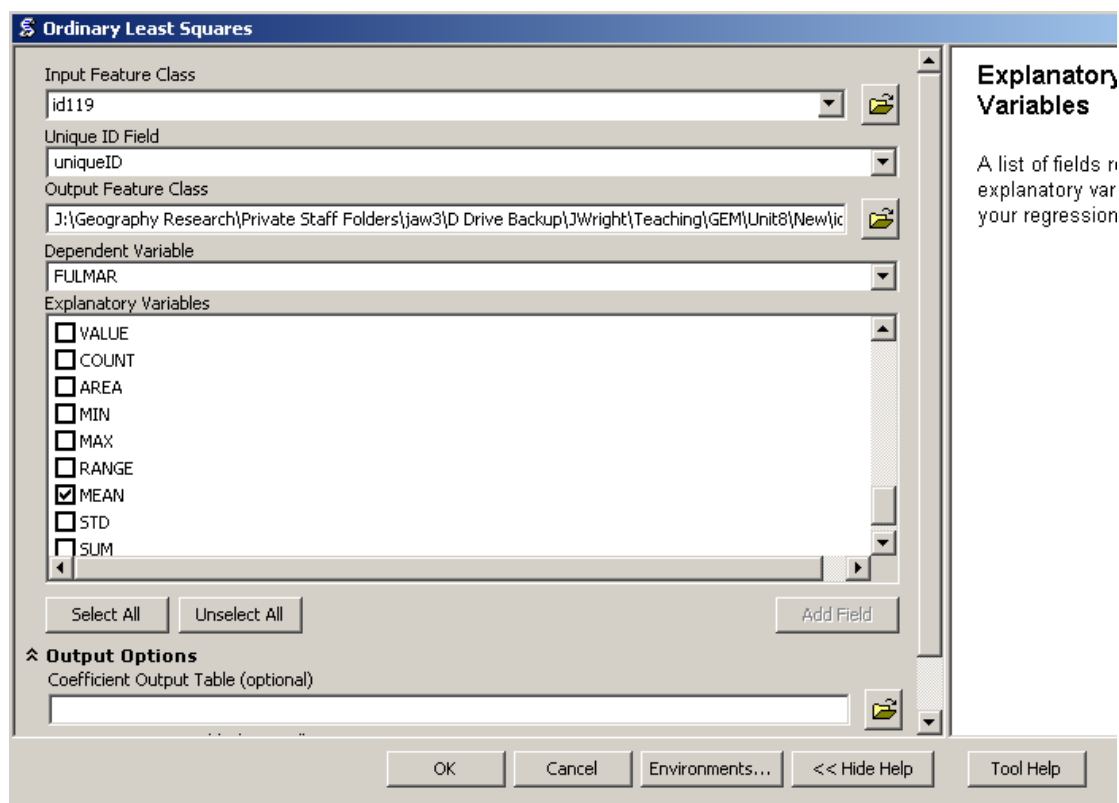 Ordinary Least Squares
Input Feature Class
id119
Unique ID Field
uniqueID
Output Feature Class
J:\Geography Research\Private Staff Folders\jaw3\D Drive Backup\JWright\Teaching\GEM\Unit8\New\ic
Dependent Variable
FULMAR
Explanatory Variables
VALUE
COUNT
AREA
MIN
MAX
RANGE
MEAN
STD
SUM
Select All
Unselect All
Add Field
Output Options
Coefficient Output Table (optional)
OK
Cancel
Environments...
<< Hide Help
Tool Help
Explanatory
Variables
A list of fields
explanatory var
your regression